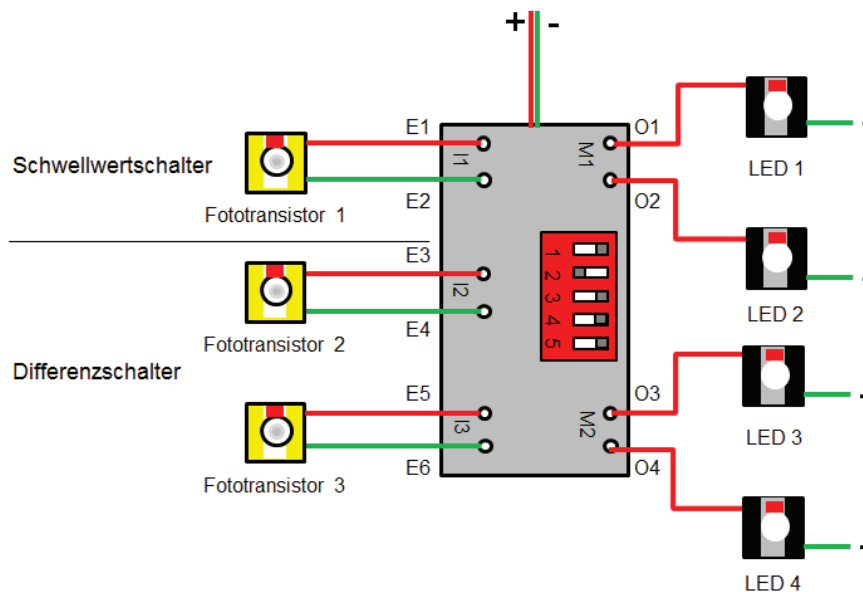 + -
E1
O1
I1
M1
Schwellwertschalter
LED 1
E2
O2
Fototransistor 1
E3
I2
1
2
3
4
5
LED 2
E4
Fototransistor 2
Differenzschalter
E5
O3
-
I3
M2
LED 3
E6
O4
Fototransistor 3
-
LED 4